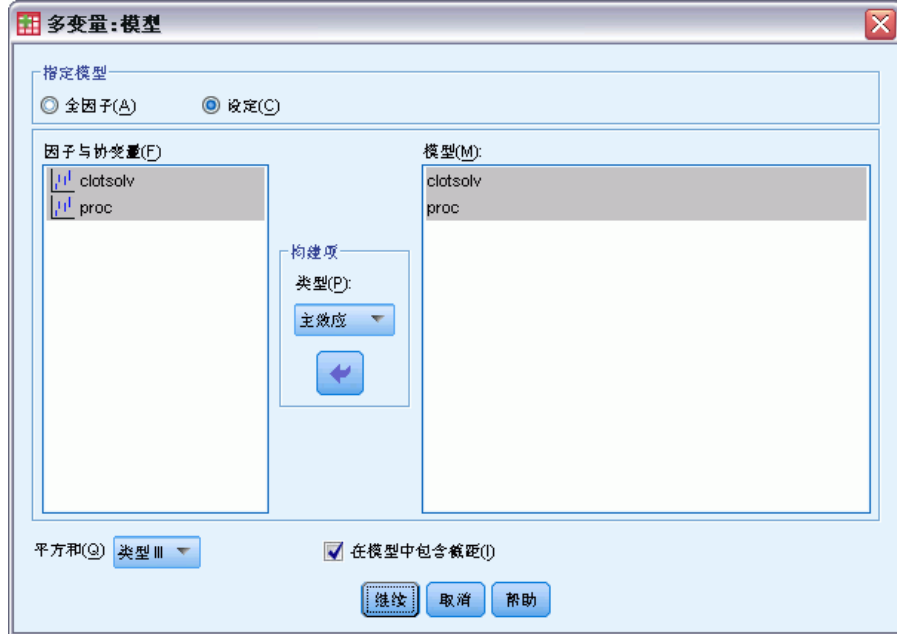 多变量:模型
指定模型
全因子(A)
设定(C)
因子与协变量(F)
模型(M):
clotsolv
proc
clotsolv
proc
构建项
类型(P):
主效应
平方和(Q)
类型 III
在模型中包含截距(I)
继续
取消
帮助